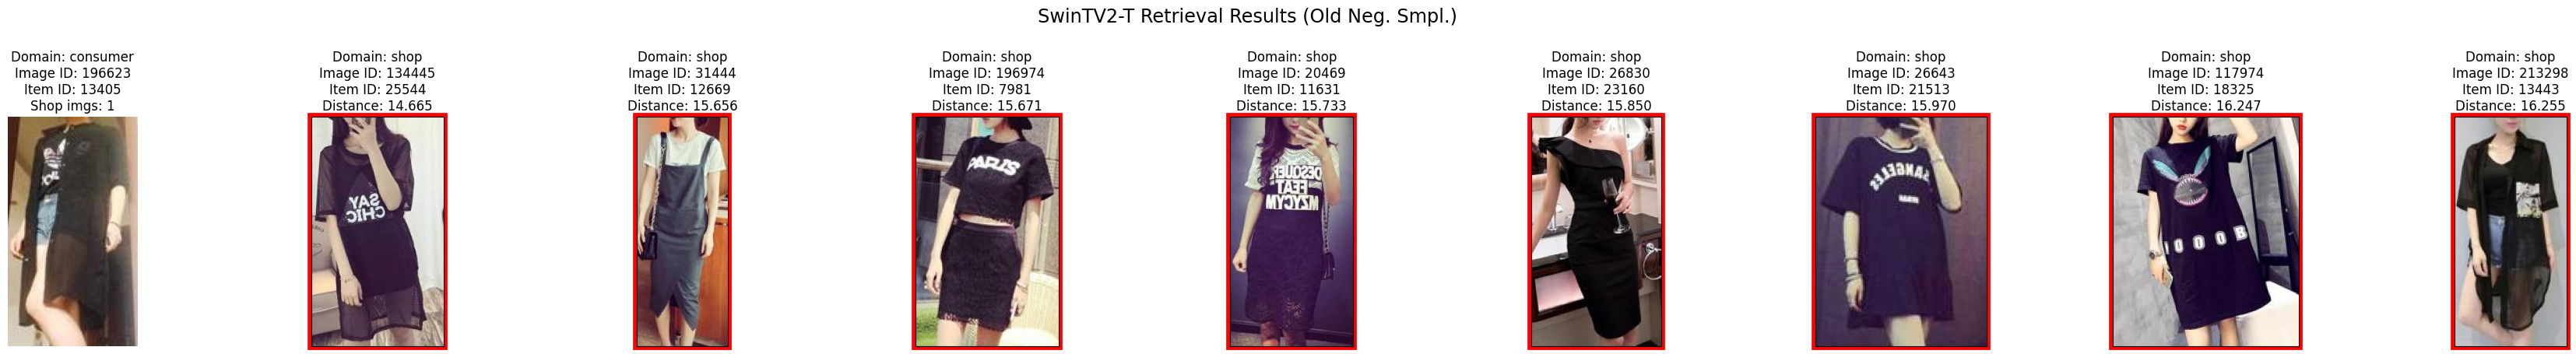 SwinTV2-T Retrieval Results (Old Neg. Smpl.)
Domain: consumer
Image ID: 196623
Item ID: 13405
Shop imgs: 1
Domain: shop
Image ID: 134445
Item ID: 25544
Distance: 14.665
Domain: shop
Image ID: 31444
Item ID: 12669
Distance: 15.656
Domain: shop
Image ID: 196974
Item ID: 7981
Distance: 15.671
Domain: shop
Image ID: 20469
Item ID: 11631
Distance: 15.733
Domain: shop
Image ID: 26830
Item ID: 23160
Distance: 15.850
Domain: shop
Image ID: 26643
Item ID: 21513
Distance: 15.970
Domain: shop
Image ID: 117974
Item ID: 18325
Distance: 16.247
Domain: shop
Image ID: 213298
Item ID: 13443
Distance: 16.255
SAY
CHIC
PARIS
FEAT
MZYCYM